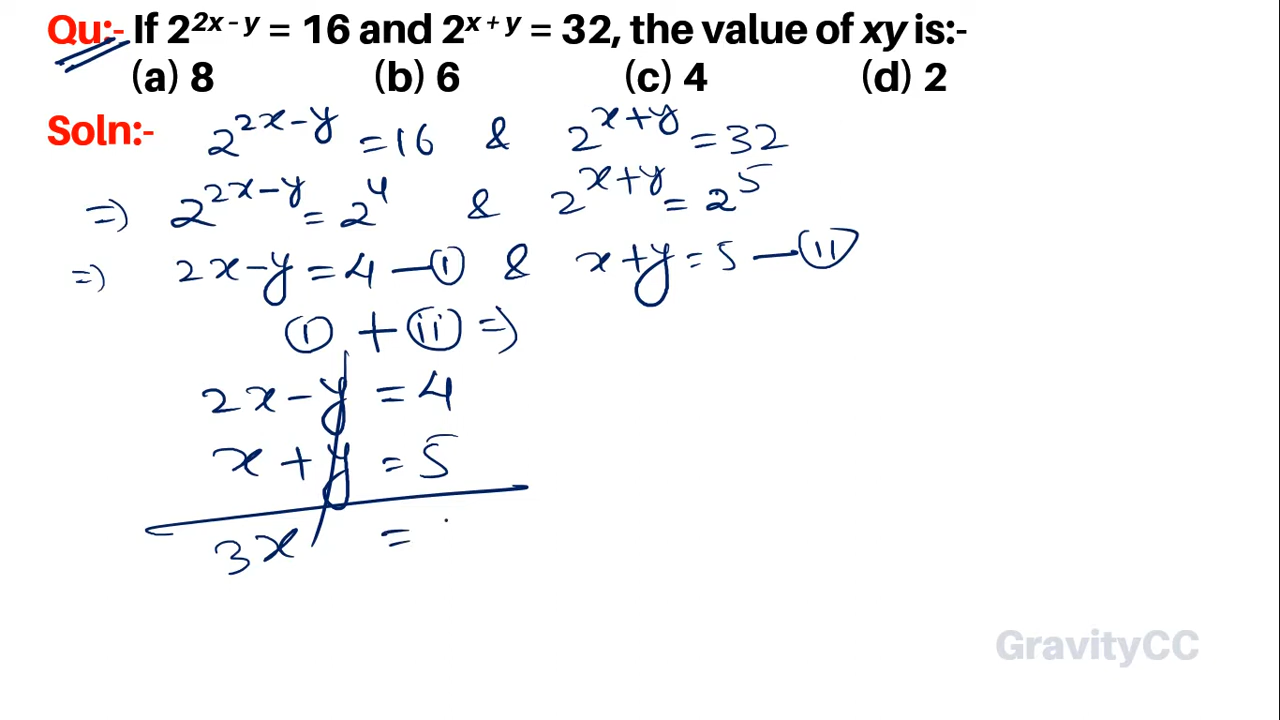 Qu:- If 2^{2x-y} = 16 and 2^{x+y} = 32, the value of xy is:-
(a) 8 (b) 6 (c) 4 (d) 2
Soln:- 2^{2x-y} = 16 & 2^{x+y} = 32
=> 2^{2x-y} = 2^4 & 2^{x+y} = 2^5
=> 2x-y = 4 — (i) & x+y = 5 — (ii)
(i) + (ii) =>
2x - y = 4
x + y = 5
3x =
GravityCC